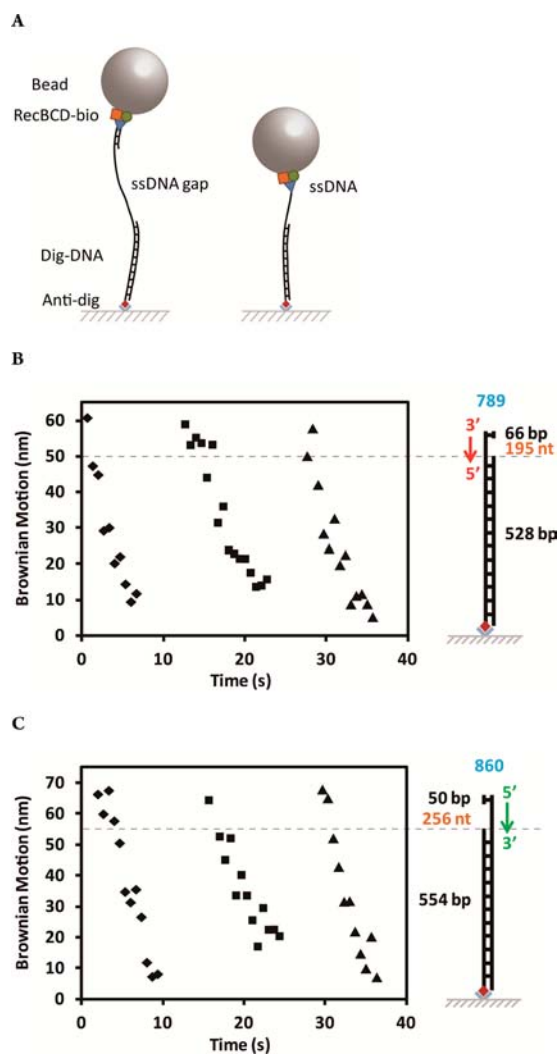 A
Bead
RecBCD-bio
ssDNA gap
ssDNA
Dig-DNA
Anti-dig
B
Brownian Motion (nm)
60
50
40
30
20
10
0
0 10 20 30 40
Time (s)
789
3'
66 bp
195 nt
5'
528 bp
C
Brownian Motion (nm)
70
60
50
40
30
20
10
0
0 10 20 30 40
Time (s)
860
50 bp
5'
256 nt
3'
554 bp